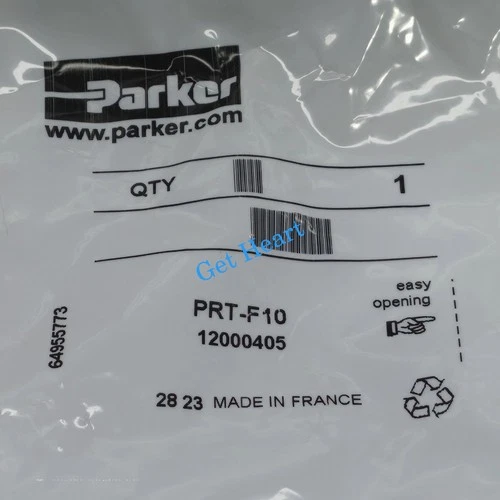 Parker
www.parker.com
QTY 1
Get Heart
easy
opening
PRT-F10
12000405
64955773
28 23 MADE IN FRANCE